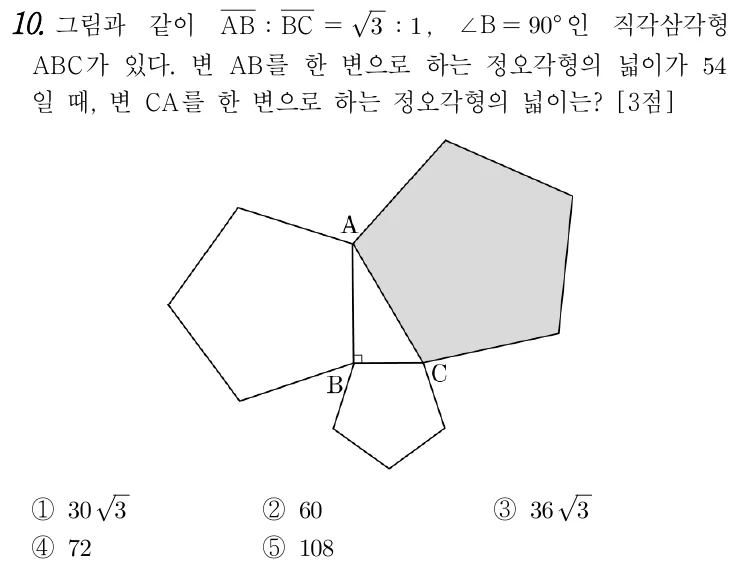 10. 그림과 같이 \overline{AB} : \overline{BC} = √3 : 1, ∠B = 90°인 직각삼각형
ABC가 있다. 변 AB를 한 변으로 하는 정오각형의 넓이가 54
일 때, 변 CA를 한 변으로 하는 정오각형의 넓이는? [3점]
A
B
C
① 30√3 ② 60 ③ 36√3
④ 72 ⑤ 108